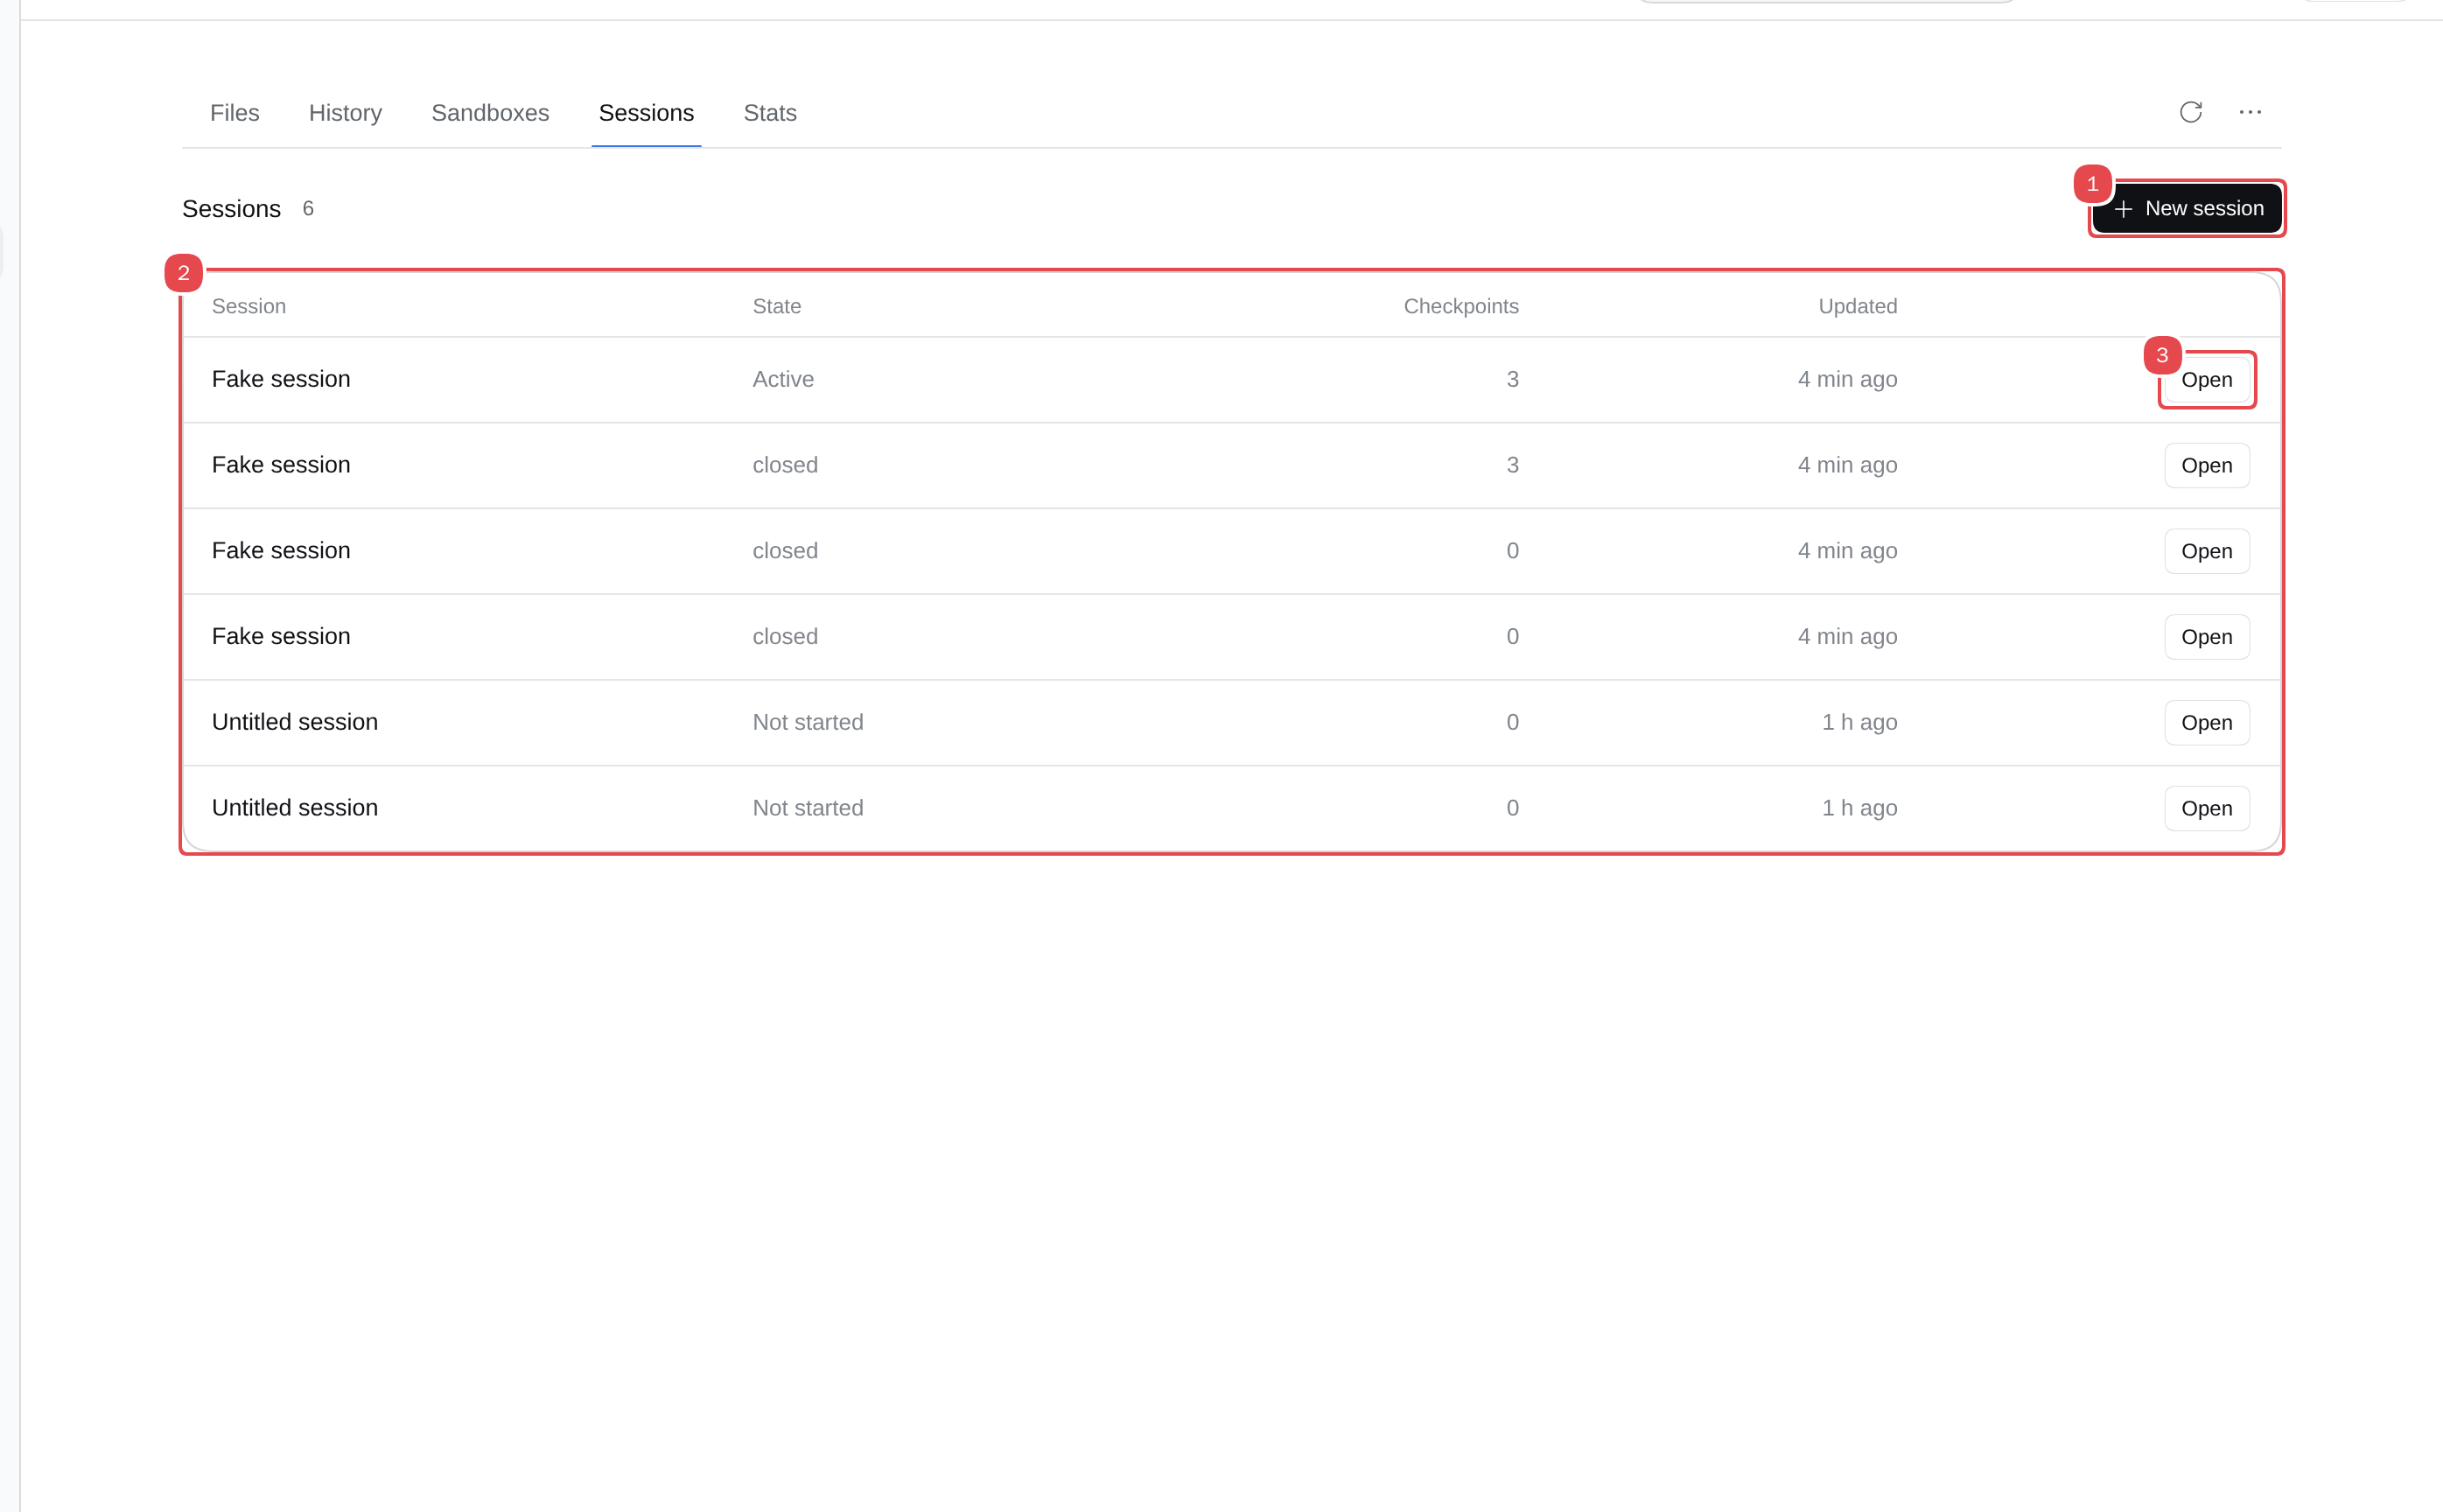 Files History Sandboxes Sessions Stats
Sessions 6
1
+ New session
2
Session State Checkpoints Updated
3
Fake session Active 3 4 min ago Open
Fake session closed 3 4 min ago Open
Fake session closed 0 4 min ago Open
Fake session closed 0 4 min ago Open
Untitled session Not started 0 1 h ago Open
Untitled session Not started 0 1 h ago Open